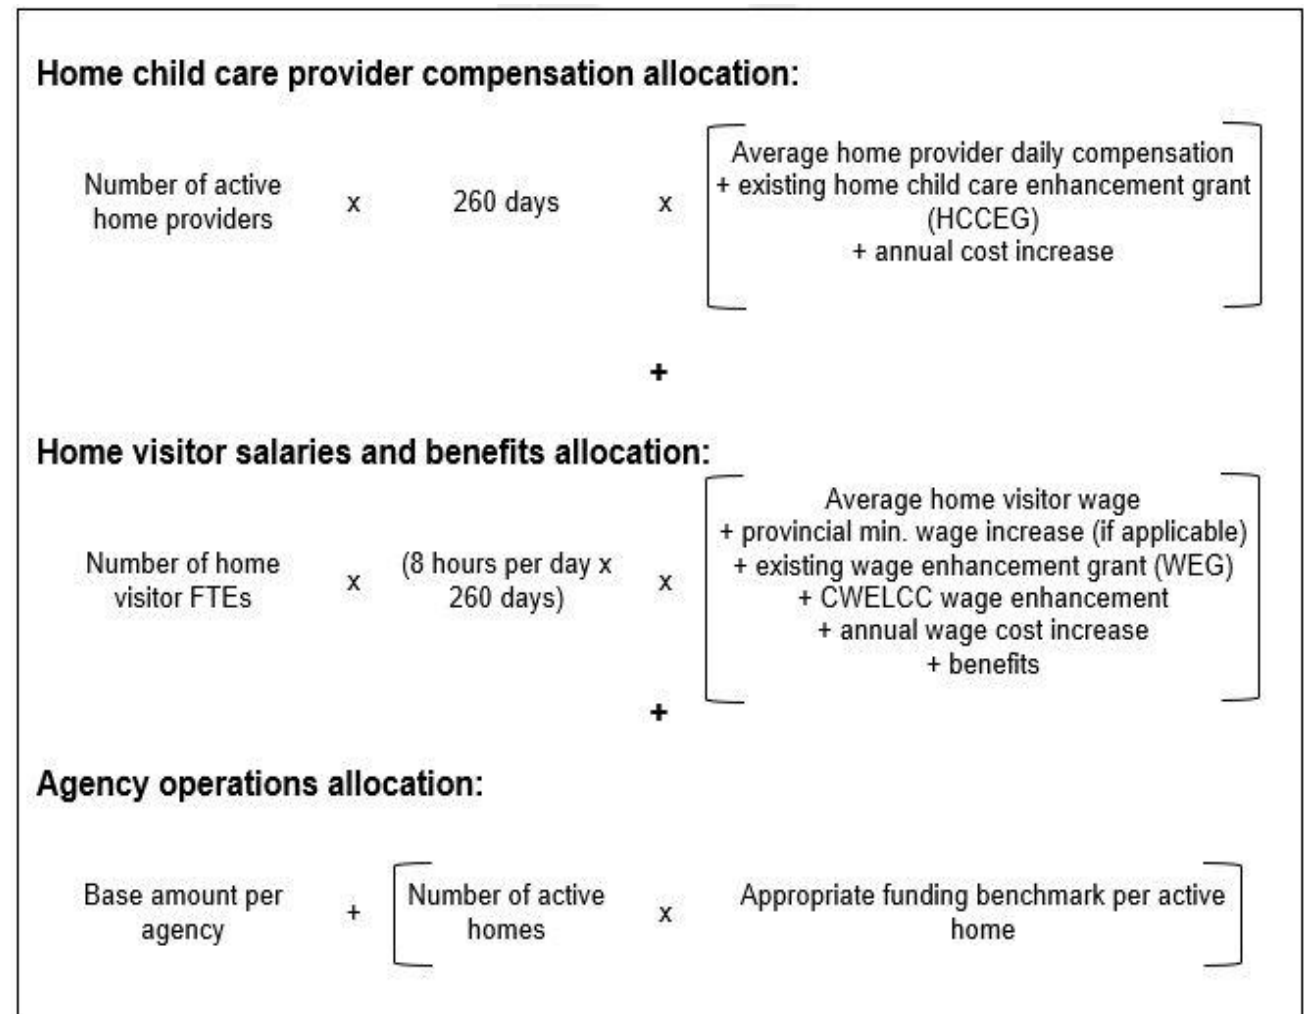 Home child care provider compensation allocation:
Number of active
home providers
x
260 days
x
Average home provider daily compensation
+ existing home child care enhancement grant
(HCCEG)
+ annual cost increase
+
Home visitor salaries and benefits allocation:
Number of home
visitor FTEs
x
(8 hours per day x
260 days)
x
Average home visitor wage
+ provincial min. wage increase (if applicable)
+ existing wage enhancement grant (WEG)
+ CWELCC wage enhancement
+ annual wage cost increase
+ benefits
+
Agency operations allocation:
Base amount per
agency
+
Number of active
homes
x
Appropriate funding benchmark per active
home